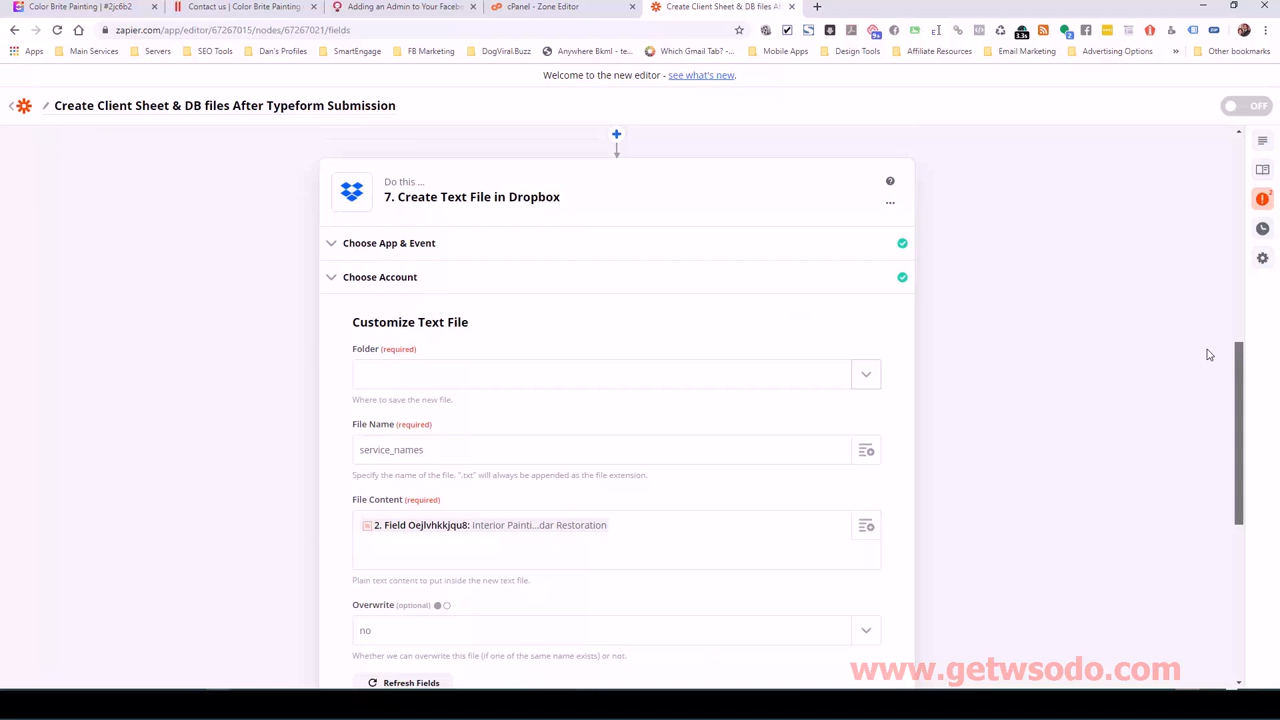 Color Brite Painting | #2jc6b2
Contact us | Color Brite Painting
Adding an Admin to Your Faceb
cPanel - Zone Editor
Create Client Sheet & DB files Af
zapier.com/app/editor/67267015/nodes/67267021/fields
Apps Main Services Servers SEO Tools Dan's Profiles SmartEngage FB Marketing DogViral.Buzz Anywhere Bkml - te... Which Gmail Tab? -... Mobile Apps Design Tools Affiliate Resources Email Marketing Advertising Options » Other bookmarks
Welcome to the new editor - see what's new.
Create Client Sheet & DB files After Typeform Submission
OFF
Do this ...
7. Create Text File in Dropbox
Choose App & Event
Choose Account
Customize Text File
Folder (required)
Where to save the new file.
File Name (required)
service_names
Specify the name of the file. ".txt" will always be appended as the file extension.
File Content (required)
2. Field Oejlvhkkjqu8: Interior Painti...dar Restoration
Plain text content to put inside the new text file.
Overwrite (optional)
no
Whether we can overwrite this file (if one of the same name exists) or not.
Refresh Fields
www.getwsodo.com